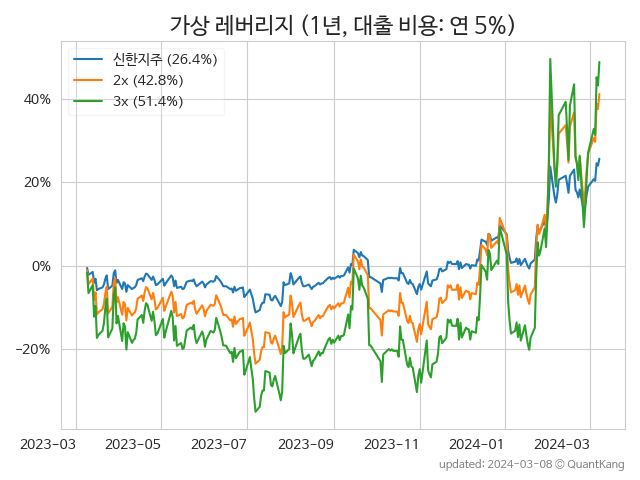 가상 레버리지 (1년, 대출 비용: 연 5%)
신한지주 (26.4%)
2x (42.8%)
3x (51.4%)
40%
20%
0%
−20%
2023-03 2023-05 2023-07 2023-09 2023-11 2024-01 2024-03
updated: 2024-03-08 © QuantKang